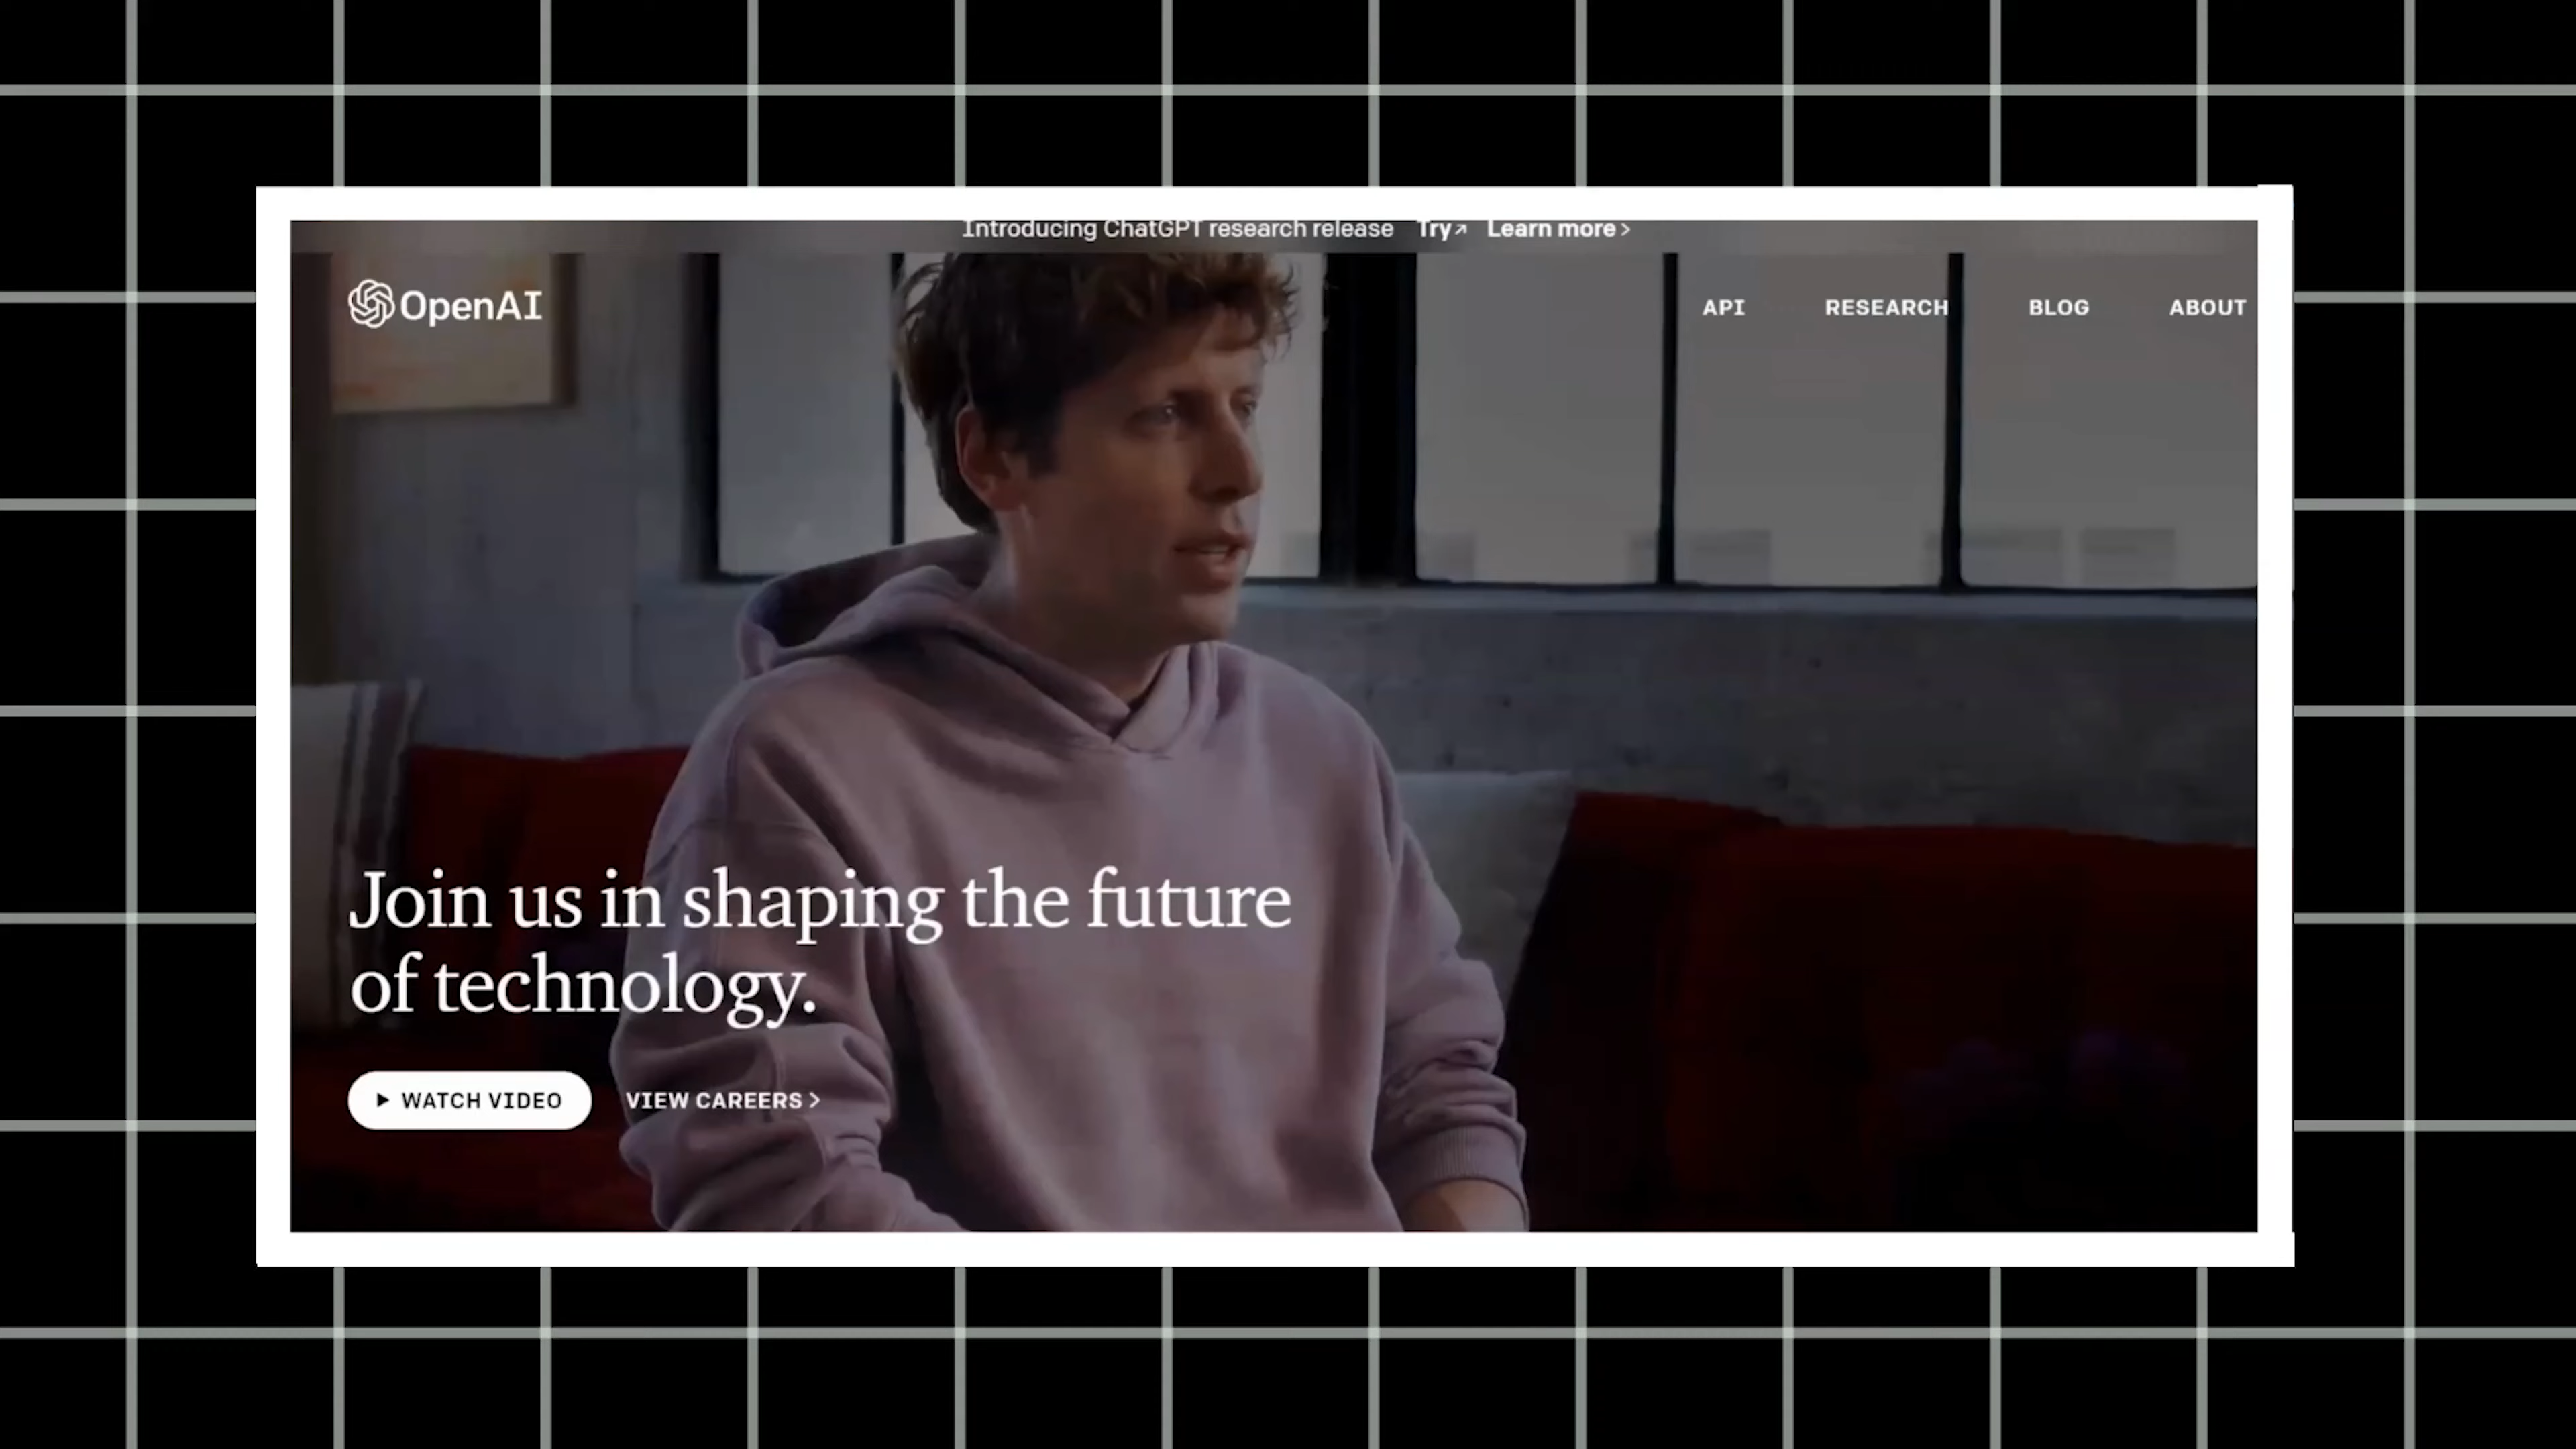 Introducing ChatGPT research release Try↗ Learn more >
OpenAI
API RESEARCH BLOG ABOUT
Join us in shaping the future
of technology.
WATCH VIDEO VIEW CAREERS >